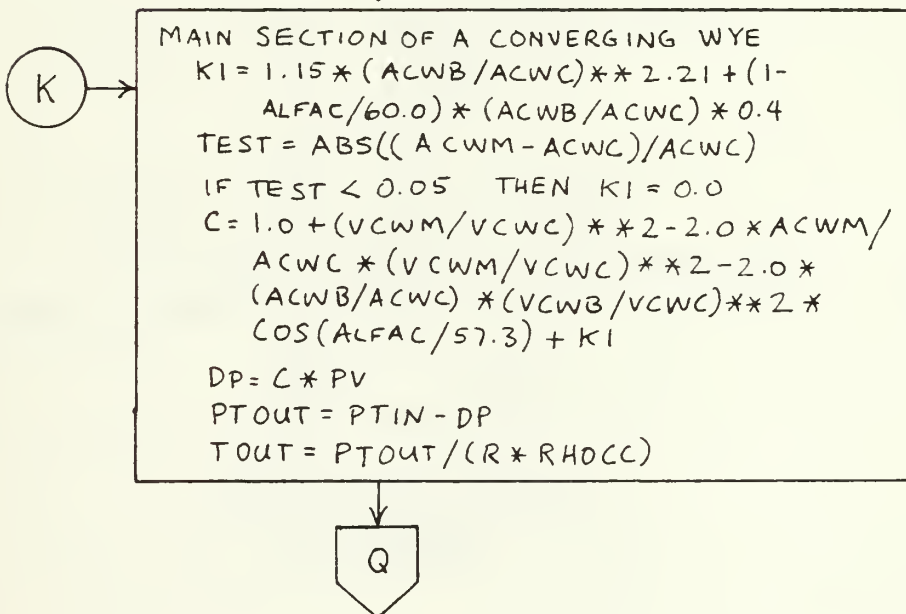 MAIN SECTION OF A CONVERGING WYE
K
K1 = 1.15 * (ACWB/ACWC) ** 2.21 + (1-
ALFAC/60.0) * (ACWB/ACWC) * 0.4
TEST = ABS((ACWM - ACWC)/ACWC)
IF TEST < 0.05 THEN K1 = 0.0
C = 1.0 + (VCWM/VCWC) ** 2 - 2.0 * ACWM/
ACWC * (VCWM/VCWC) ** 2 - 2.0 *
(ACWB/ACWC) * (VCWB/VCWC) ** 2 *
COS(ALFAC/57.3) + K1
DP = C * PV
PTOUT = PTIN - DP
TOUT = PTOUT/(R * RHOCC)
Q